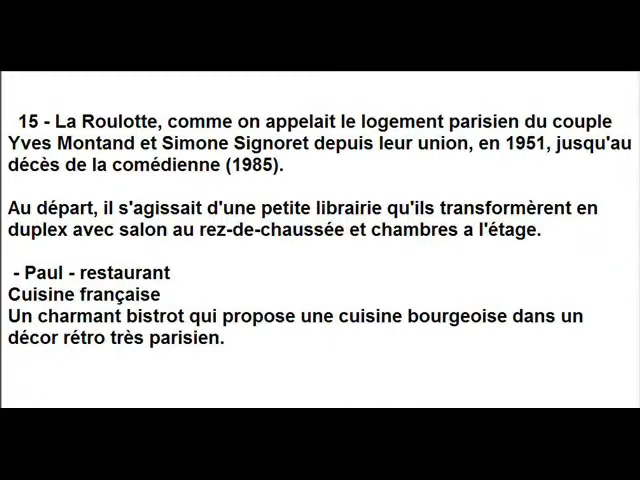 15 - La Roulotte, comme on appelait le logement parisien du couple
Yves Montand et Simone Signoret depuis leur union, en 1951, jusqu'au
décès de la comédienne (1985).
Au départ, il s'agissait d'une petite librairie qu'ils transformèrent en
duplex avec salon au rez-de-chaussée et chambres a l'étage.
- Paul - restaurant
Cuisine française
Un charmant bistrot qui propose une cuisine bourgeoise dans un
décor rétro très parisien.